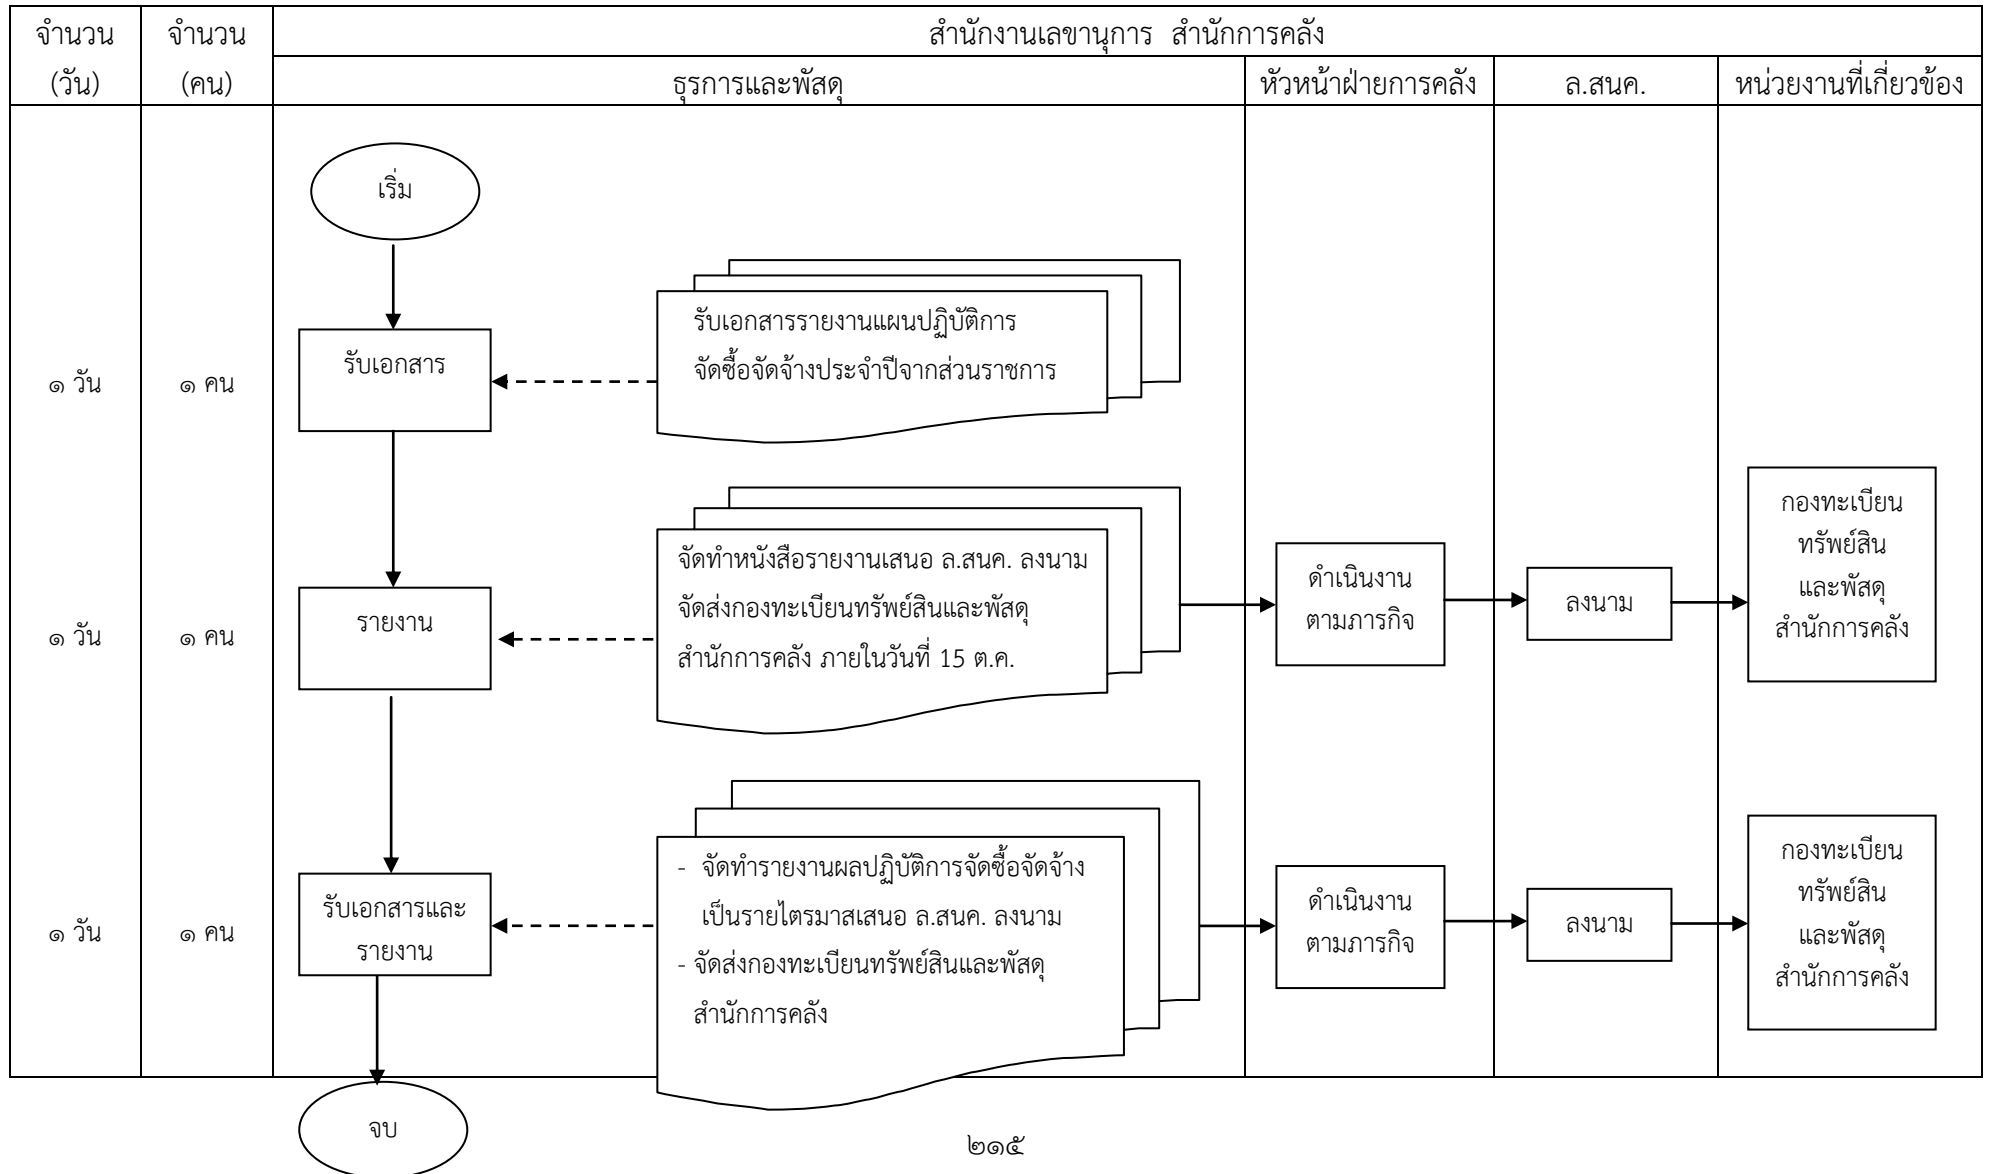 จำนวน
(วัน)
จำนวน
(คน)
สำนักงานเลขานุการ สำนักการคลัง
ธุรการและพัสดุ
หัวหน้าฝ่ายการคลัง
ล.สนค.
หน่วยงานที่เกี่ยวข้อง
เริ่ม
๑ วัน
๑ คน
รับเอกสาร
รับเอกสารรายงานแผนปฏิบัติการ
จัดซื้อจัดจ้างประจำปีจากส่วนราชการ
๑ วัน
๑ คน
รายงาน
จัดทำหนังสือรายงานเสนอ ล.สนค. ลงนาม
จัดส่งกองทะเบียนทรัพย์สินและพัสดุ
สำนักการคลัง ภายในวันที่ 15 ต.ค.
ดำเนินงาน
ตามภารกิจ
ลงนาม
กองทะเบียน
ทรัพย์สิน
และพัสดุ
สำนักการคลัง
๑ วัน
๑ คน
รับเอกสารและ
รายงาน
- จัดทำรายงานผลปฏิบัติการจัดซื้อจัดจ้าง
เป็นรายไตรมาสเสนอ ล.สนค. ลงนาม
- จัดส่งกองทะเบียนทรัพย์สินและพัสดุ
สำนักการคลัง
ดำเนินงาน
ตามภารกิจ
ลงนาม
กองทะเบียน
ทรัพย์สิน
และพัสดุ
สำนักการคลัง
จบ
๒๑๕